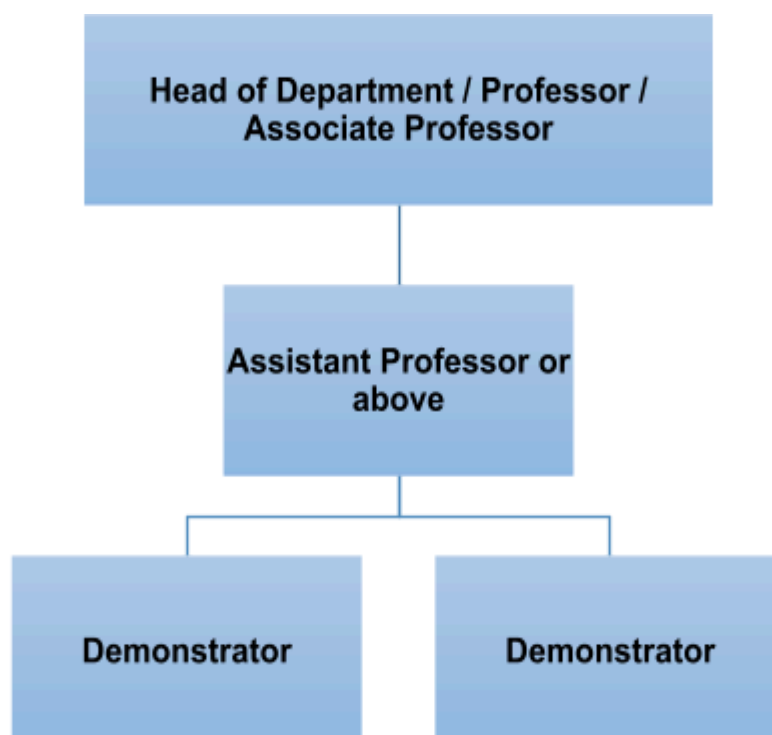 Head of Department / Professor /
Associate Professor
Assistant Professor or
above
Demonstrator
Demonstrator